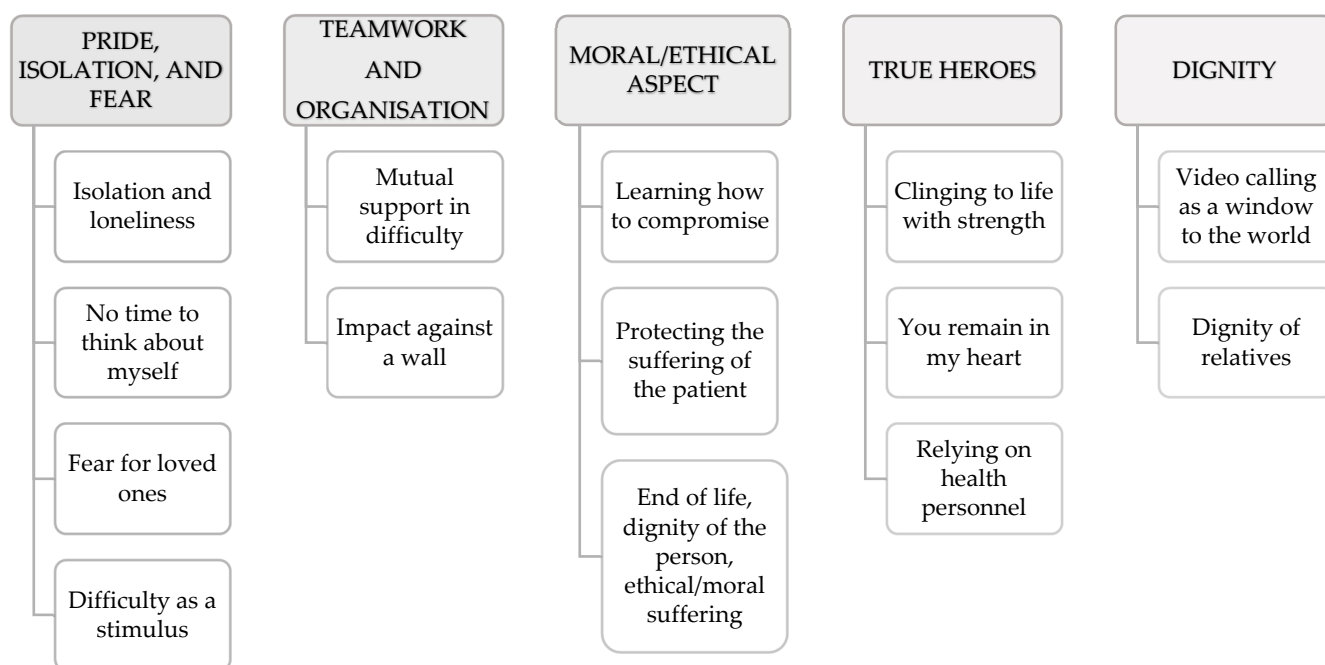 PRIDE,
ISOLATION, AND
FEAR
Isolation and
loneliness
No time to
think about
myself
Fear for loved
ones
Difficulty as a
stimulus
TEAMWORK
AND
ORGANISATION
Mutual
support in
difficulty
Impact against
a wall
MORAL/ETHICAL
ASPECT
Learning how
to compromise
Protecting the
suffering of
the patient
End of life,
dignity of the
person,
ethical/moral
suffering
TRUE HEROES
Clinging to life
with strength
You remain in
my heart
Relying on
health
personnel
DIGNITY
Video calling
as a window
to the world
Dignity of
relatives